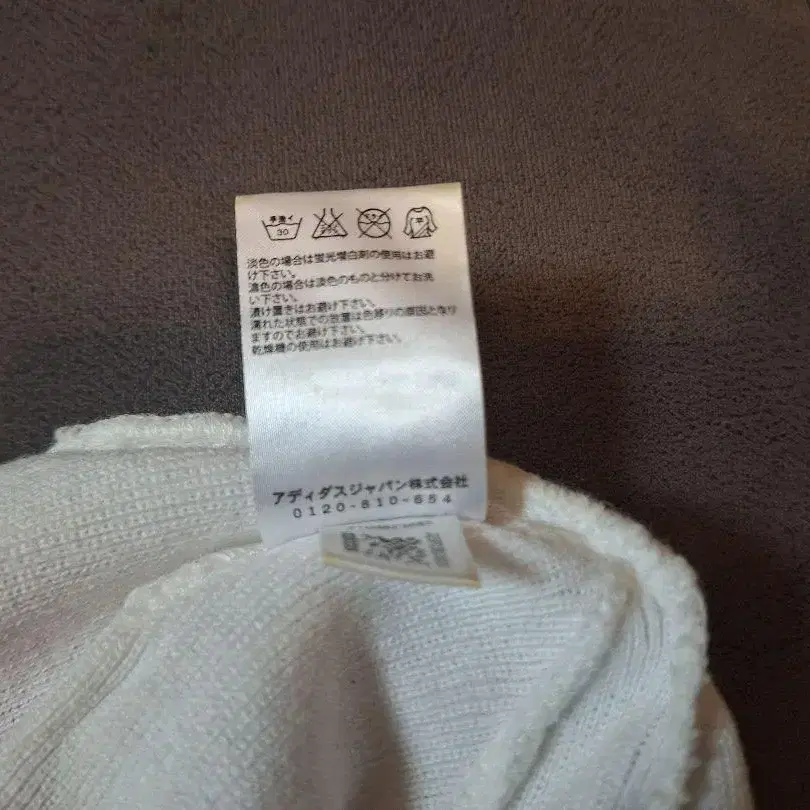 手洗イ
30
淡色の場合は蛍光増白剤の使用はお避
け下さい。
濃色の場合は淡色のものと分けてお洗
い下さい。
漬け置きはお避け下さい。
濡れた状態での放置は色移りの原因となり
ますのでお避け下さい。
乾燥機の使用はお避け下さい。
アディダスジャパン株式会社
0120-810-654